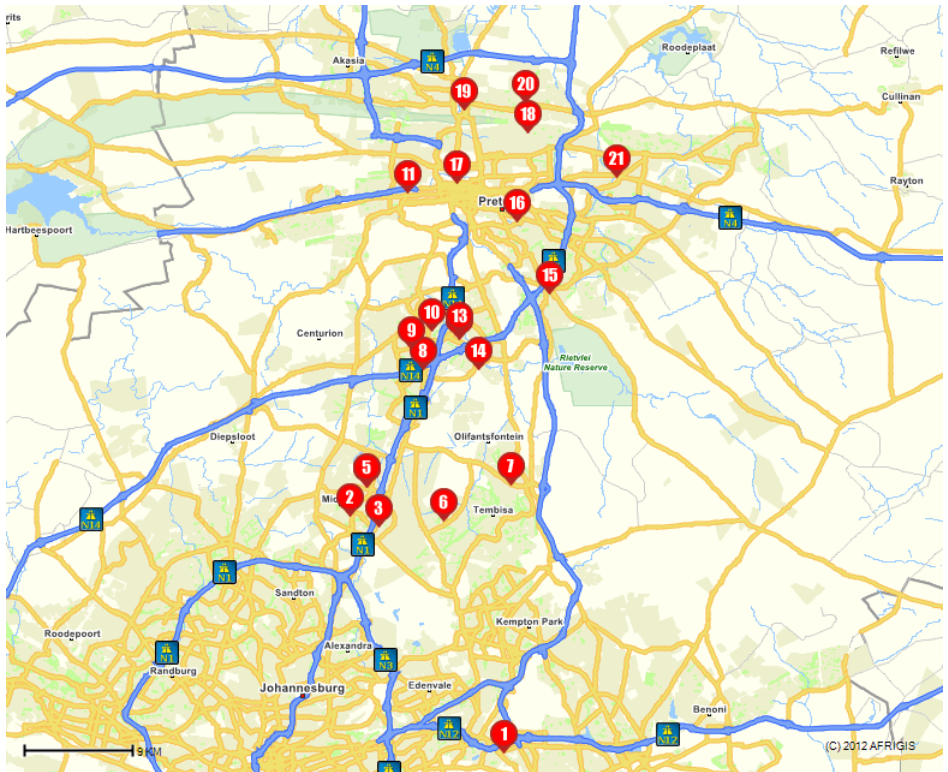 rits
Akasia
N4
Roodeplaat
Refilwe
Cullinan
19
20
18
11
17
21
Rayton
16
Hartbeespoort
N4
15
Centurion
10
13
9
8
14
N14
Rietvlei
Nature Reserve
N1
Diepsloot
Olifantsfontein
5
7
2
3
6
Tembisa
N14
N1
N1
Sandton
Kempton Park
Roodepoort
Alexandra
N1
Randburg
N3
Johannesburg
Edenvale
Benoni
1
N12
N12
9 KM
(C) 2012 AFRIGIS